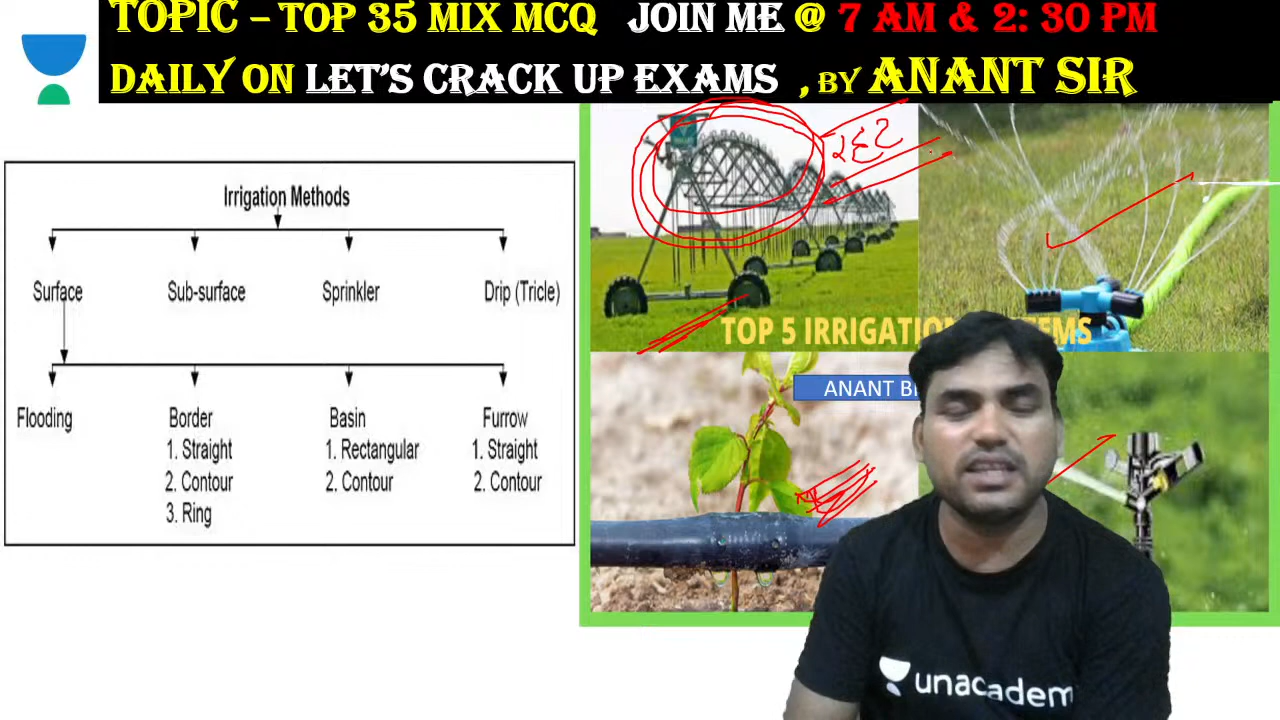 TOPIC – TOP 35 MIX MCQ JOIN ME @ 7 AM & 2: 30 PM
DAILY ON LET'S CRACK UP EXAMS , BY ANANT SIR
Irrigation Methods
Surface Sub-surface Sprinkler Drip (Tricle)
Flooding Border Basin Furrow
1. Straight 1. Rectangular 1. Straight
2. Contour 2. Contour 2. Contour
3. Ring
TOP 5 IRRIGATIO
ANANT
unacadem